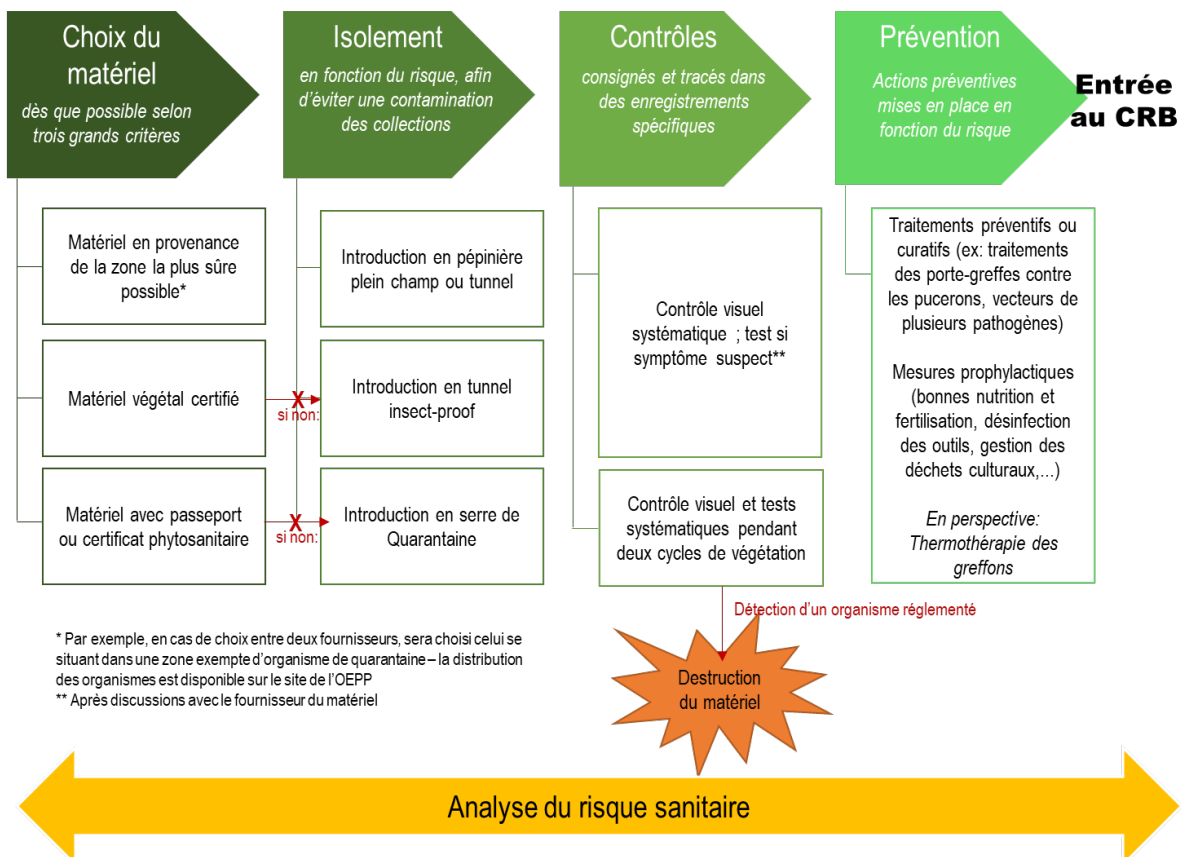 Choix du
matériel
dès que possible selon
trois grands critères
Isolement
en fonction du risque, afin
d'éviter une contamination
des collections
Contrôles
consignés et tracés dans
des enregistrements
spécifiques
Prévention
Actions préventives
mises en place en
fonction du risque
Entrée
au CRB
Matériel en provenance
de la zone la plus sûre
possible*
Matériel végétal certifié
Matériel avec passeport
ou certificat phytosanitaire
X
si non:
X
si non:
Introduction en pépinière
plein champ ou tunnel
Introduction en tunnel
insect-proof
Introduction en serre de
Quarantaine
Contrôle visuel
systématique ; test si
symptôme suspect**
Contrôle visuel et tests
systématiques pendant
deux cycles de végétation
Traitements préventifs ou
curatifs (ex: traitements
des porte-greffes contre
les pucerons, vecteurs de
plusieurs pathogènes)
Mesures prophylactiques
(bonnes nutrition et
fertilisation, désinfection
des outils, gestion des
déchets culturaux,...)
En perspective:
Thermothérapie des
greffons
Détection d'un organisme réglementé
Destruction
du matériel
* Par exemple, en cas de choix entre deux fournisseurs, sera choisi celui se
situant dans une zone exempte d'organisme de quarantaine – la distribution
des organismes est disponible sur le site de l'OEPP
** Après discussions avec le fournisseur du matériel
Analyse du risque sanitaire